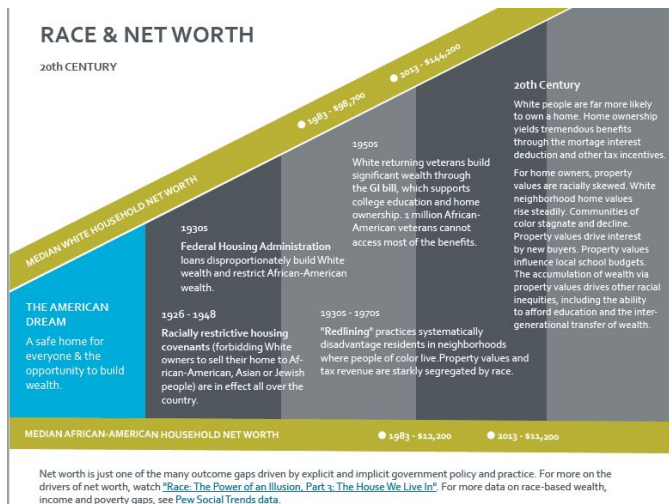 RACE & NET WORTH
20th CENTURY
MEDIAN WHITE HOUSEHOLD NET WORTH
1983 - $98,700
2013 - $144,200
THE AMERICAN
DREAM
A safe home for
everyone & the
opportunity to build
wealth.
1930s
Federal Housing Administration
loans disproportionately build White
wealth and restrict African-American
wealth.
1926 - 1948
Racially restrictive housing
covenants (forbidding White
owners to sell their home to Af-
rican-American, Asian or Jewish
people) are in effect all over the
country.
1950s
White returning veterans build
significant wealth through
the GI bill, which supports
college education and home
ownership. 1 million African-
American veterans cannot
access most of the benefits.
1930s - 1970s
"Redlining" practices systematically
disadvantage residents in neighborhoods
where people of color live.Property values and
tax revenue are starkly segregated by race.
20th Century
White people are far more likely
to own a home. Home ownership
yields tremendous benefits
through the mortage interest
deduction and other tax incentives.
For home owners, property
values are racially skewed. White
neighborhood home values
rise steadily. Communities of
color stagnate and decline.
Property values drive interest
by new buyers. Property values
influence local school budgets.
The accumulation of wealth via
property values drives other racial
inequities, including the ability
to afford education and the inter-
generational transfer of wealth.
MEDIAN AFRICAN-AMERICAN HOUSEHOLD NET WORTH
1983 - $12,200
2013 - $11,200
Net worth is just one of the many outcome gaps driven by explicit and implicit government policy and practice. For more on the
drivers of net worth, watch "Race: The Power of an Illusion, Part 3: The House We Live In". For more data on race-based wealth,
income and poverty gaps, see Pew Social Trends data.